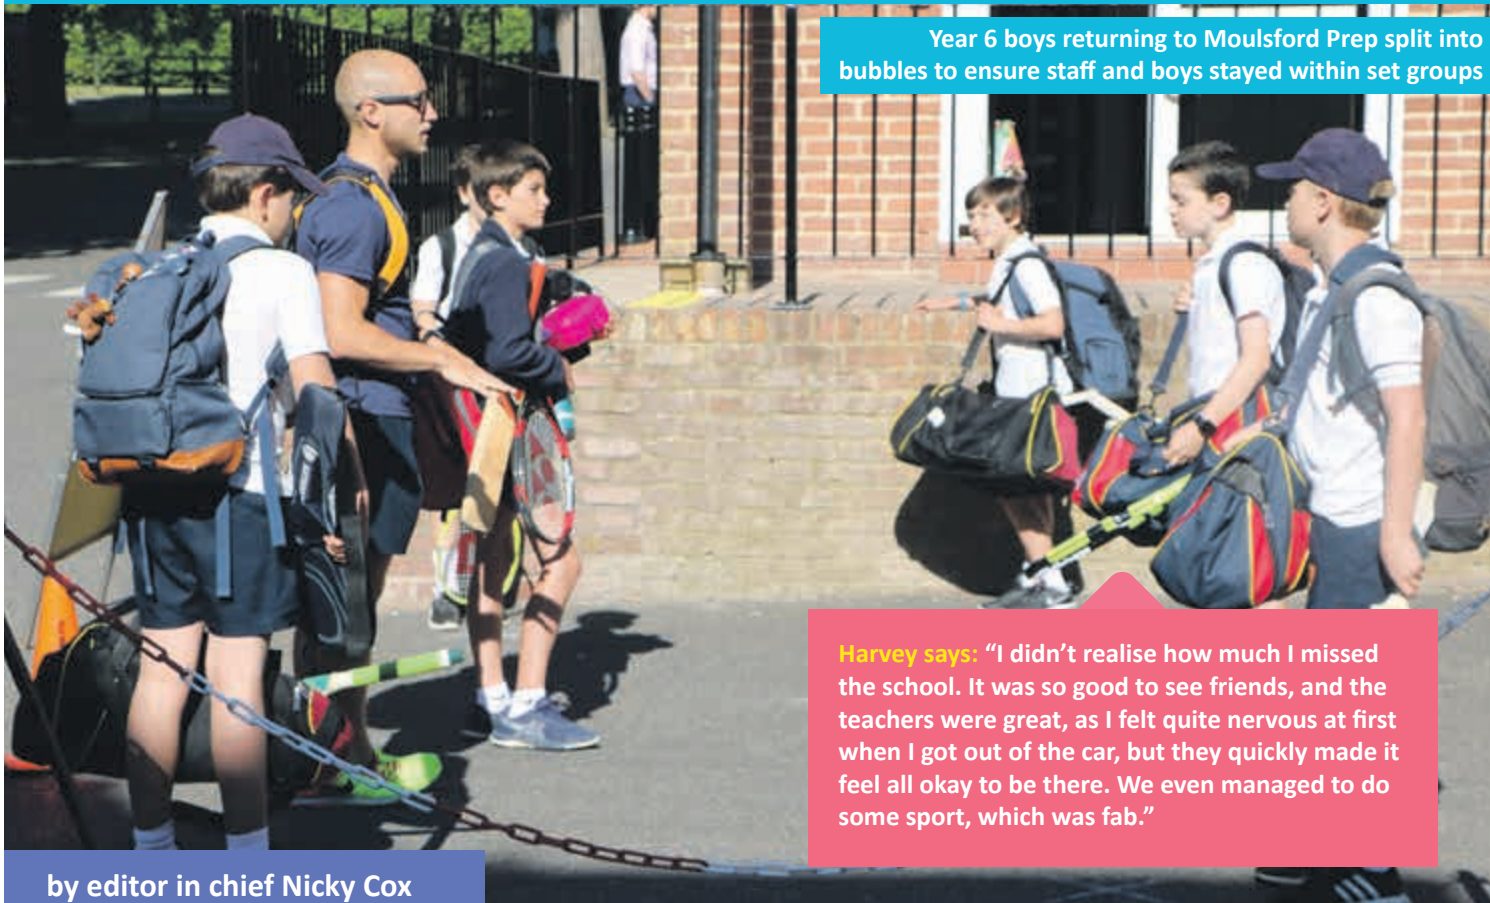 Year 6 boys returning to Moulsford Prep split into
bubbles to ensure staff and boys stayed within set groups
Harvey says: “I didn’t realise how much I missed
the school. It was so good to see friends, and the
teachers were great, as I felt quite nervous at first
when I got out of the car, but they quickly made it
feel all okay to be there. We even managed to do
some sport, which was fab.”
by editor in chief Nicky Cox